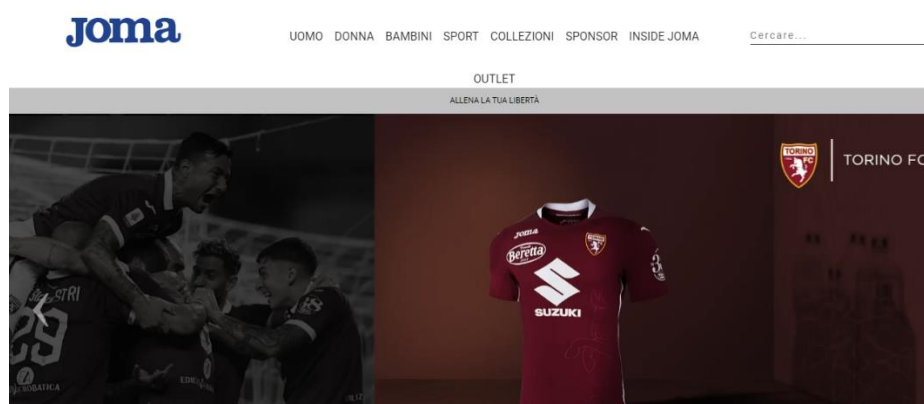 Joma
UOMO DONNA BAMBINI SPORT COLLEZIONI SPONSOR INSIDE JOMA
Cercare...
OUTLET
ALLENA LA TUA LIBERTÀ
TORINO
FC
TORINO FC
Joma
Beretta
SUZUKI
29